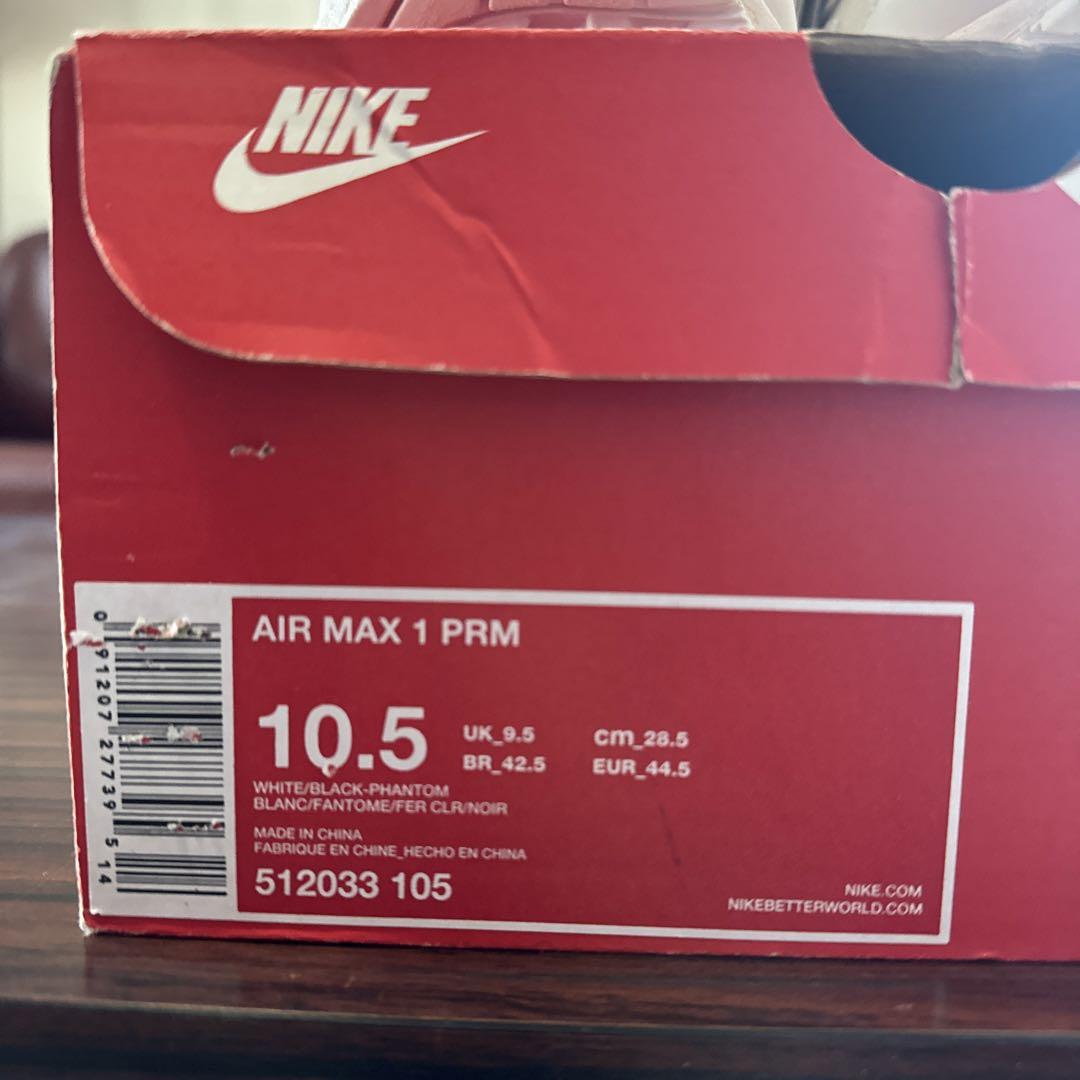 NIKE
0 91207 27739 5 14
AIR MAX 1 PRM
10.5
UK_9.5 cm_28.5
BR_42.5 EUR_44.5
WHITE/BLACK-PHANTOM
BLANC/FANTOME/FER CLR/NOIR
MADE IN CHINA
FABRIQUE EN CHINE_HECHO EN CHINA
512033 105
NIKE.COM
NIKEBETTERWORLD.COM